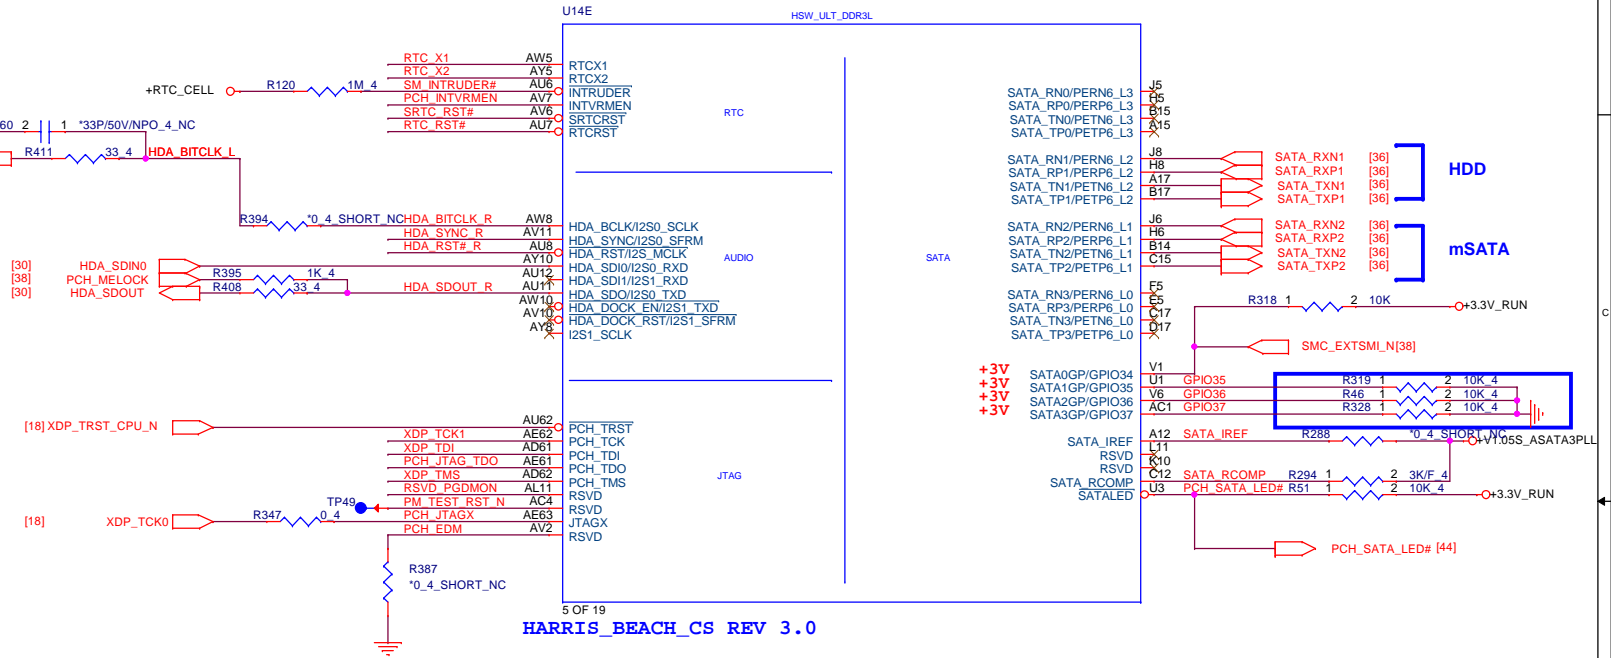 U14E
HSW_ULT_DDR3L
RTC_X1 AW5 RTCX1
RTC_X2 AY5 RTCX2
+RTC_CELL R120 1M_4 SM_INTRUDER# AU6 INTRUDER
PCH_INTVRMEN AV7 INTVRMEN
SRTC_RST# AV6 SRTCRST
RTC_RST# AU7 RTCRST
RTC
60 2 1 *33P/50V/NPO_4_NC
R411 33_4 HDA_BITCLK_L
R394 *0_4_SHORT_NC HDA_BITCLK_R AW8 HDA_BCLK/I2S0_SCLK
HDA_SYNC_R AV11 HDA_SYNC/I2S0_SFRM
HDA_RST#_R AU8 HDA_RST/I2S_MCLK
[30] HDA_SDIN0 AY10 HDA_SDI0/I2S0_RXD
[38] PCH_MELOCK R395 1K_4 AU12 HDA_SDI1/I2S1_RXD
[30] HDA_SDOUT R408 33_4 HDA_SDOUT_R AU11 HDA_SDO/I2S0_TXD
AW10 HDA_DOCK_EN/I2S1_TXD
AV10 HDA_DOCK_RST/I2S1_SFRM
AY8 I2S1_SCLK
AUDIO
[18] XDP_TRST_CPU_N AU62 PCH_TRST
XDP_TCK1 AE62 PCH_TCK
XDP_TDI AD61 PCH_TDI
PCH_JTAG_TDO AE61 PCH_TDO
XDP_TMS AD62 PCH_TMS
RSVD_PGDMON AL11 RSVD
TP49 PM_TEST_RST_N AC4 RSVD
[18] XDP_TCK0 R347 0_4 PCH_JTAGX AE63 JTAGX
PCH_EDM AV2 RSVD
JTAG
R387
*0_4_SHORT_NC
SATA
SATA_RN0/PERN6_L3 J5
SATA_RP0/PERP6_L3 H5
SATA_TN0/PETN6_L3 B15
SATA_TP0/PETP6_L3 A15
SATA_RN1/PERN6_L2 J8 SATA_RXN1 [36]
SATA_RP1/PERP6_L2 H8 SATA_RXP1 [36]
SATA_TN1/PETN6_L2 A17 SATA_TXN1 [36]
SATA_TP1/PETP6_L2 B17 SATA_TXP1 [36]
HDD
SATA_RN2/PERN6_L1 J6 SATA_RXN2 [36]
SATA_RP2/PERP6_L1 H6 SATA_RXP2 [36]
SATA_TN2/PETN6_L1 B14 SATA_TXN2 [36]
SATA_TP2/PETP6_L1 C15 SATA_TXP2 [36]
mSATA
SATA_RN3/PERN6_L0 F5
SATA_RP3/PERP6_L0 E5
SATA_TN3/PETN6_L0 C17
SATA_TP3/PETP6_L0 D17
R318 1 2 10K +3.3V_RUN
SMC_EXTSMI_N[38]
+3V SATA0GP/GPIO34 V1
+3V SATA1GP/GPIO35 U1 GPIO35 R319 1 2 10K_4
+3V SATA2GP/GPIO36 V6 GPIO36 R46 1 2 10K_4
+3V SATA3GP/GPIO37 AC1 GPIO37 R328 1 2 10K_4
SATA_IREF A12 SATA_IREF R288 *0_4_SHORT_NC +V1.05S_ASATA3PLL
RSVD L11
RSVD K10
SATA_RCOMP C12 SATA_RCOMP R294 1 2 3K/F_4
SATALED U3 PCH_SATA_LED# R51 1 2 10K_4 +3.3V_RUN
PCH_SATA_LED# [44]
C
5 OF 19
HARRIS_BEACH_CS REV 3.0